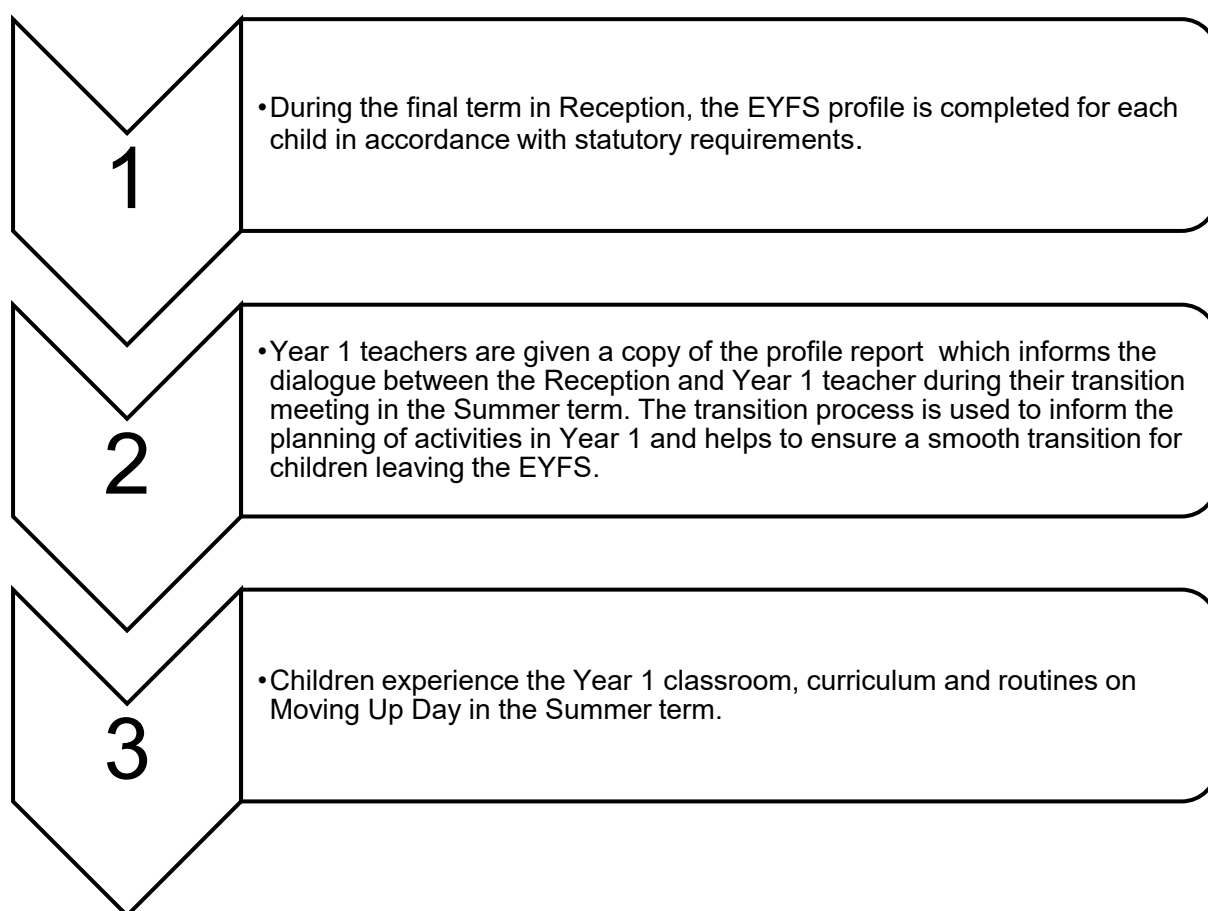 1
•During the final term in Reception, the EYFS profile is completed for each
child in accordance with statutory requirements.
2
•Year 1 teachers are given a copy of the profile report  which informs the
dialogue between the Reception and Year 1 teacher during their transition
meeting in the Summer term. The transition process is used to inform the
planning of activities in Year 1 and helps to ensure a smooth transition for
children leaving the EYFS.
3
•Children experience the Year 1 classroom, curriculum and routines on
Moving Up Day in the Summer term.